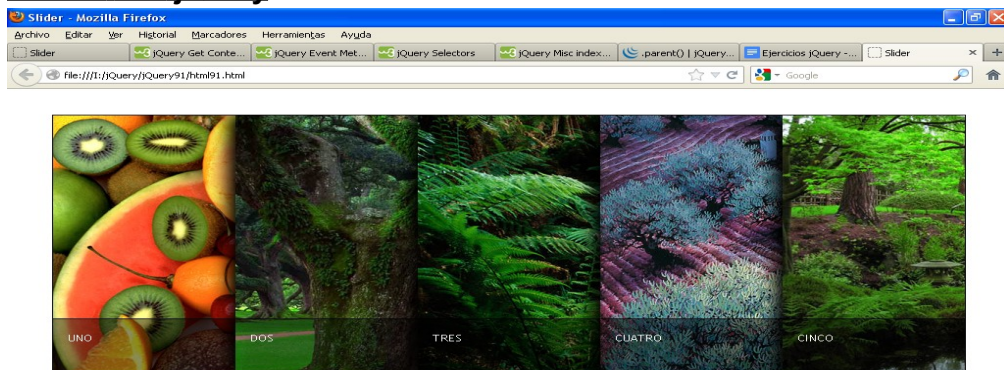 Slider - Mozilla Firefox
Archivo Editar Ver Historial Marcadores Herramientas Ayuda
Slider jQuery Get Conte... jQuery Event Met... jQuery Selectors jQuery Misc index... .parent() | jQuery... Ejercicios jQuery -... Slider
file:///I:/jQuery/jQuery91/html91.html Google
UNO DOS TRES CUATRO CINCO